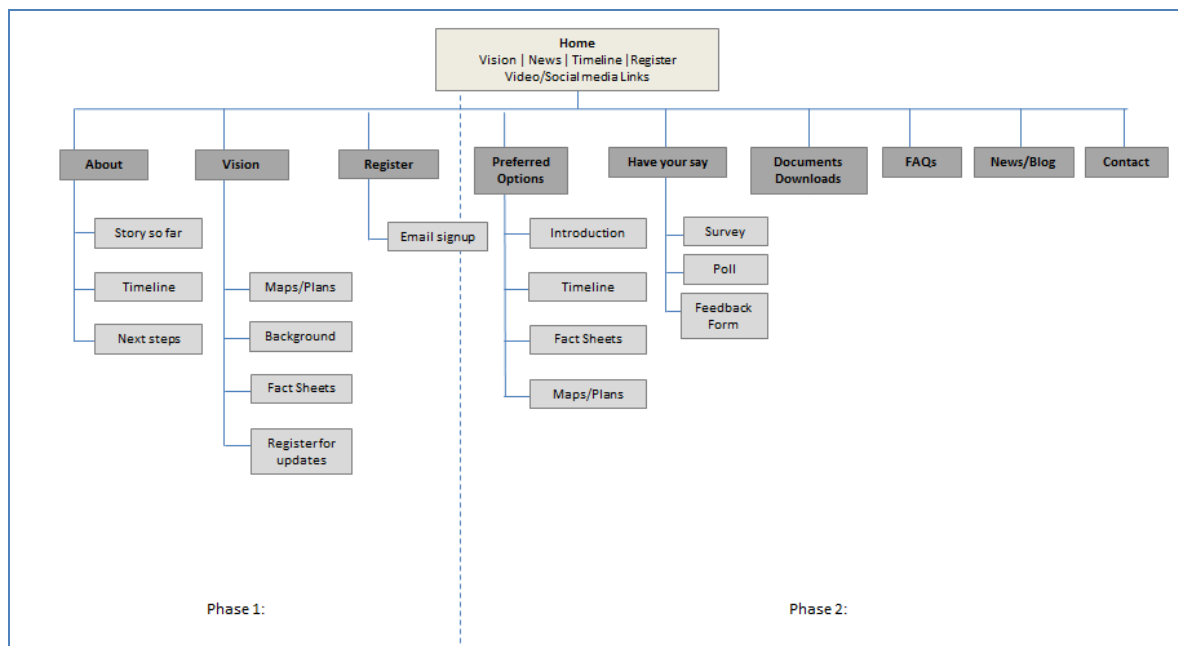 Home
Vision | News | Timeline |Register
Video/Social media Links
About
Vision
Register
Preferred
Options
Have your say
Documents
Downloads
FAQs
News/Blog
Contact
Story so far
Timeline
Next steps
Maps/Plans
Background
Fact Sheets
Register for
updates
Email signup
Introduction
Timeline
Fact Sheets
Maps/Plans
Survey
Poll
Feedback
Form
Phase 1:
Phase 2: